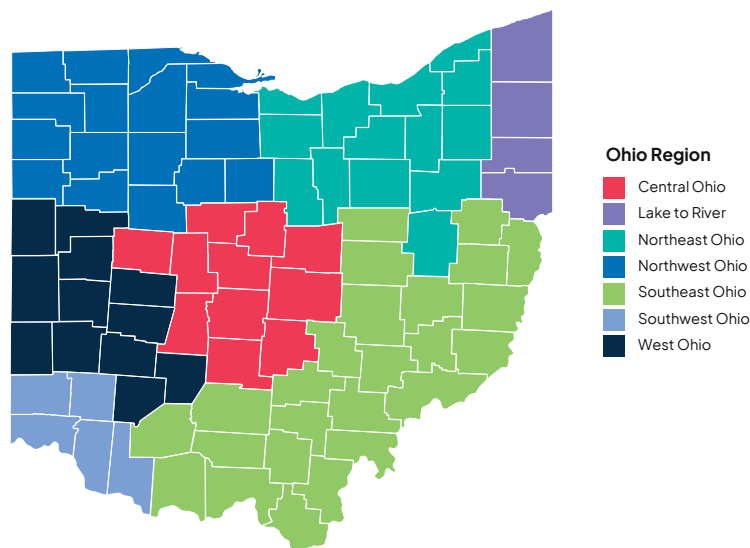 Ohio Region
Central Ohio
Lake to River
Northeast Ohio
Northwest Ohio
Southeast Ohio
Southwest Ohio
West Ohio